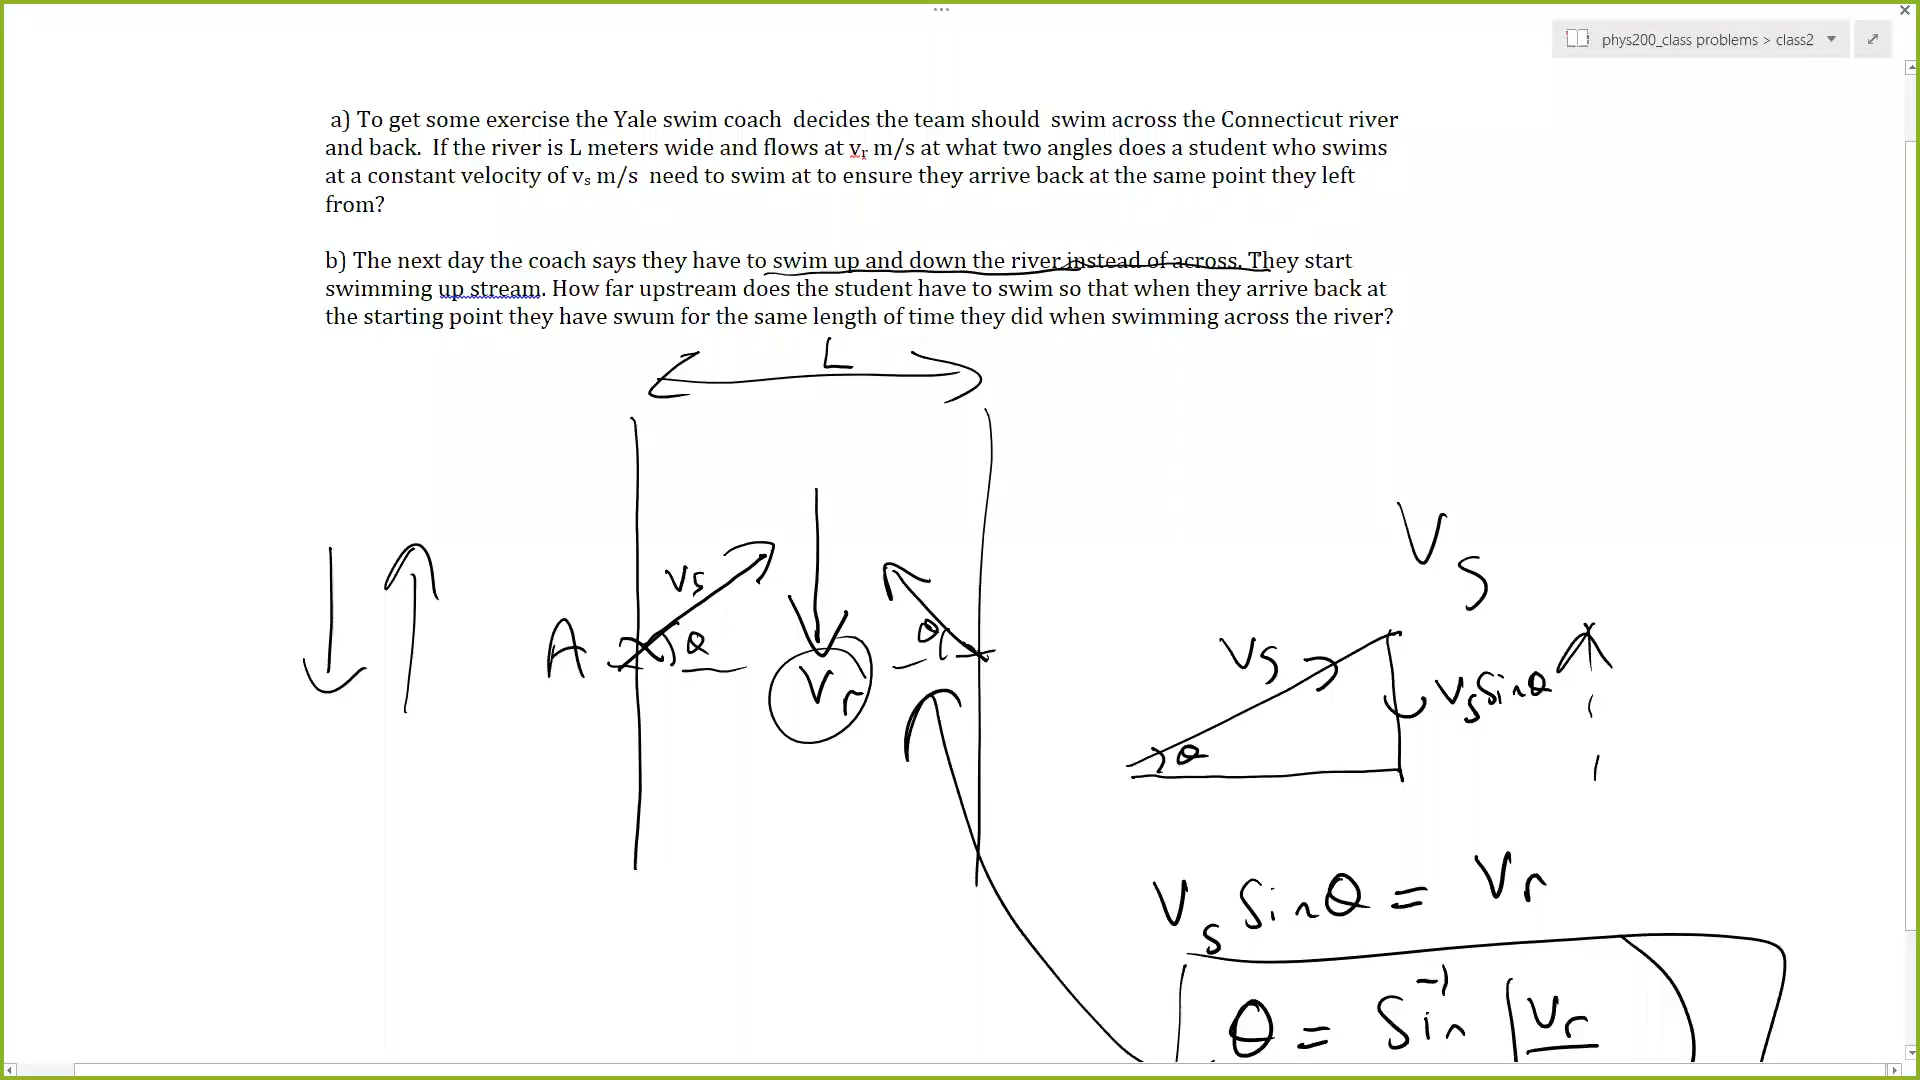 phys200_class problems > class2
a) To get some exercise the Yale swim coach decides the team should swim across the Connecticut river
and back. If the river is L meters wide and flows at vᵣ m/s at what two angles does a student who swims
at a constant velocity of vₛ m/s need to swim at to ensure they arrive back at the same point they left
from?
b) The next day the coach says they have to swim up and down the river instead of across. They start
swimming up stream. How far upstream does the student have to swim so that when they arrive back at
the starting point they have swum for the same length of time they did when swimming across the river?
L
Vₛ
Vₛ
A
θ
θ
Vᵣ
Vₛ
Vₛ sinθ
θ
Vₛ sinθ = Vᵣ
θ = sin⁻¹ (Vᵣ